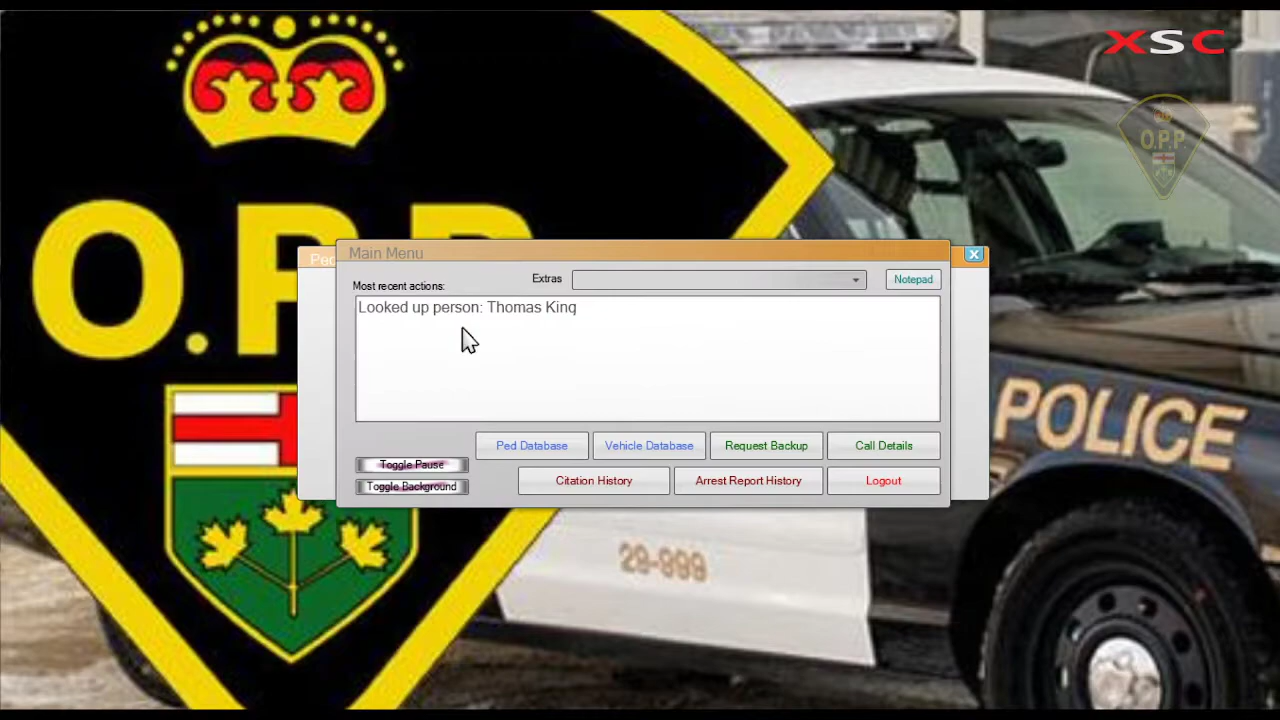 XSC
O.P.P.
O.P.P
Ped
Main Menu
x
Extras
Notepad
Most recent actions:
Looked up person: Thomas King
Ped Database
Vehicle Database
Request Backup
Call Details
Toggle Pause
Toggle Background
Citation History
Arrest Report History
Logout
POLICE
29-999